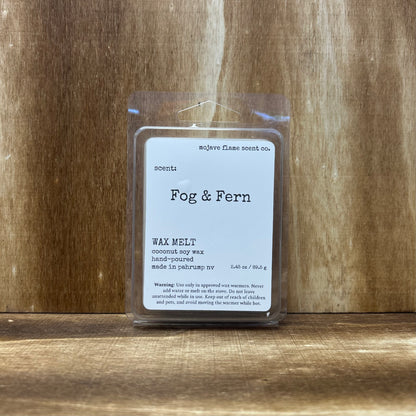 mojave flame scent co.
scent:
Fog & Fern
WAX MELT
coconut soy wax
hand-poured
made in pahrump nv 2.46 oz / 69.8 g
Warning: Use only in approved wax warmers. Never
add water or melt on the stove. Do not leave
unattended while in use. Keep out of reach of children
and pets, and avoid moving the warmer while hot.